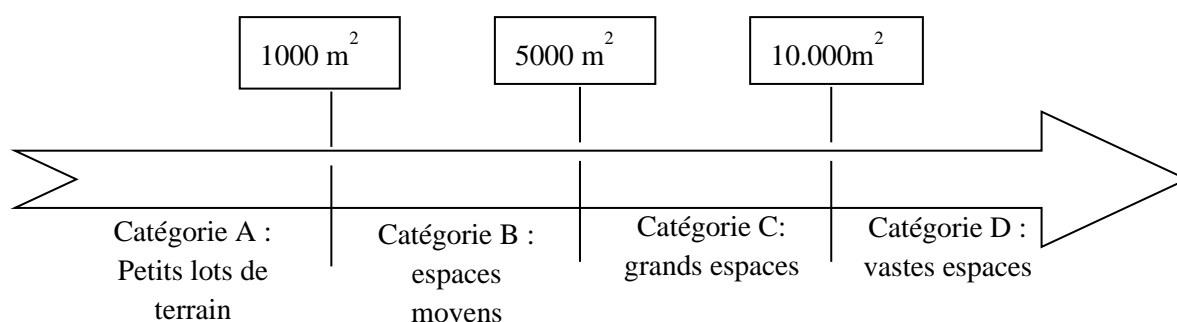 1000 m²
5000 m²
10.000m²
Catégorie A :
Petits lots de
terrain
Catégorie B :
espaces
moyens
Catégorie C:
grands espaces
Catégorie D :
vastes espaces